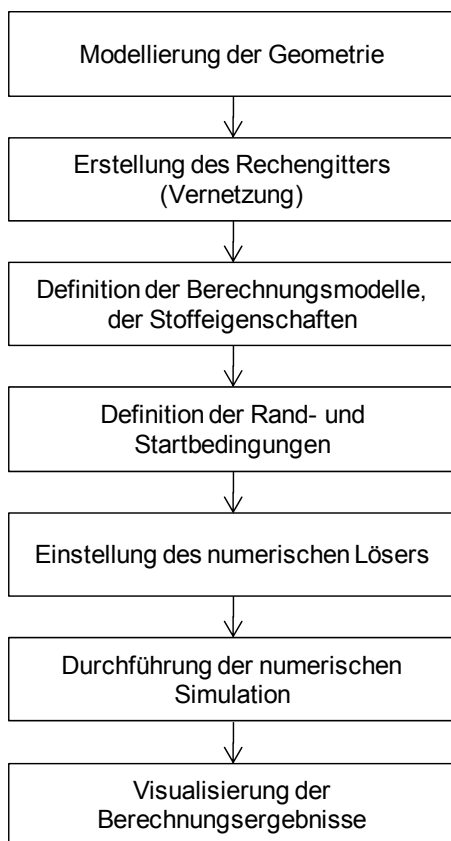 Modellierung der Geometrie
Erstellung des Rechengitters
(Vernetzung)
Definition der Berechnungsmodelle,
der Stoffeigenschaften
Definition der Rand- und
Startbedingungen
Einstellung des numerischen Lösers
Durchführung der numerischen
Simulation
Visualisierung der
Berechnungsergebnisse